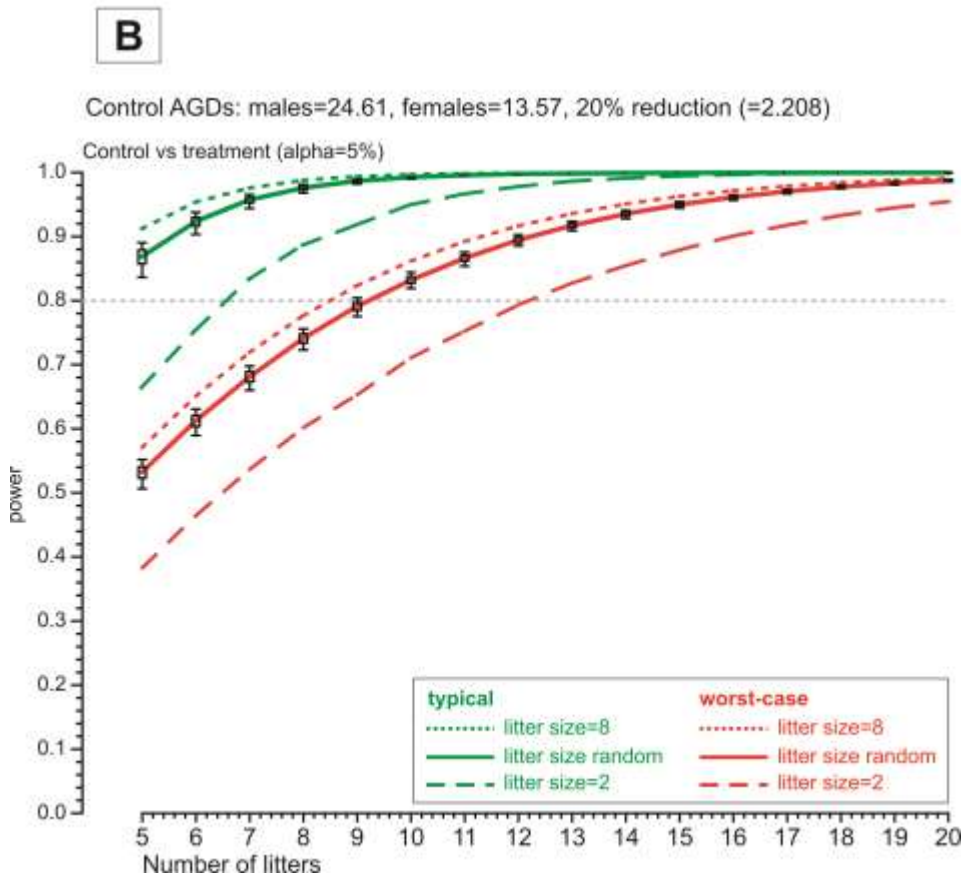 B
Control AGDs: males=24.61, females=13.57, 20% reduction (=2.208)
Control vs treatment (alpha=5%)
1.0
0.9
0.8
0.7
0.6
0.5
0.4
0.3
0.2
0.1
0.0
power
typical worst-case
litter size=8 litter size=8
litter size random litter size random
litter size=2 litter size=2
5 6 7 8 9 10 11 12 13 14 15 16 17 18 19 20
Number of litters